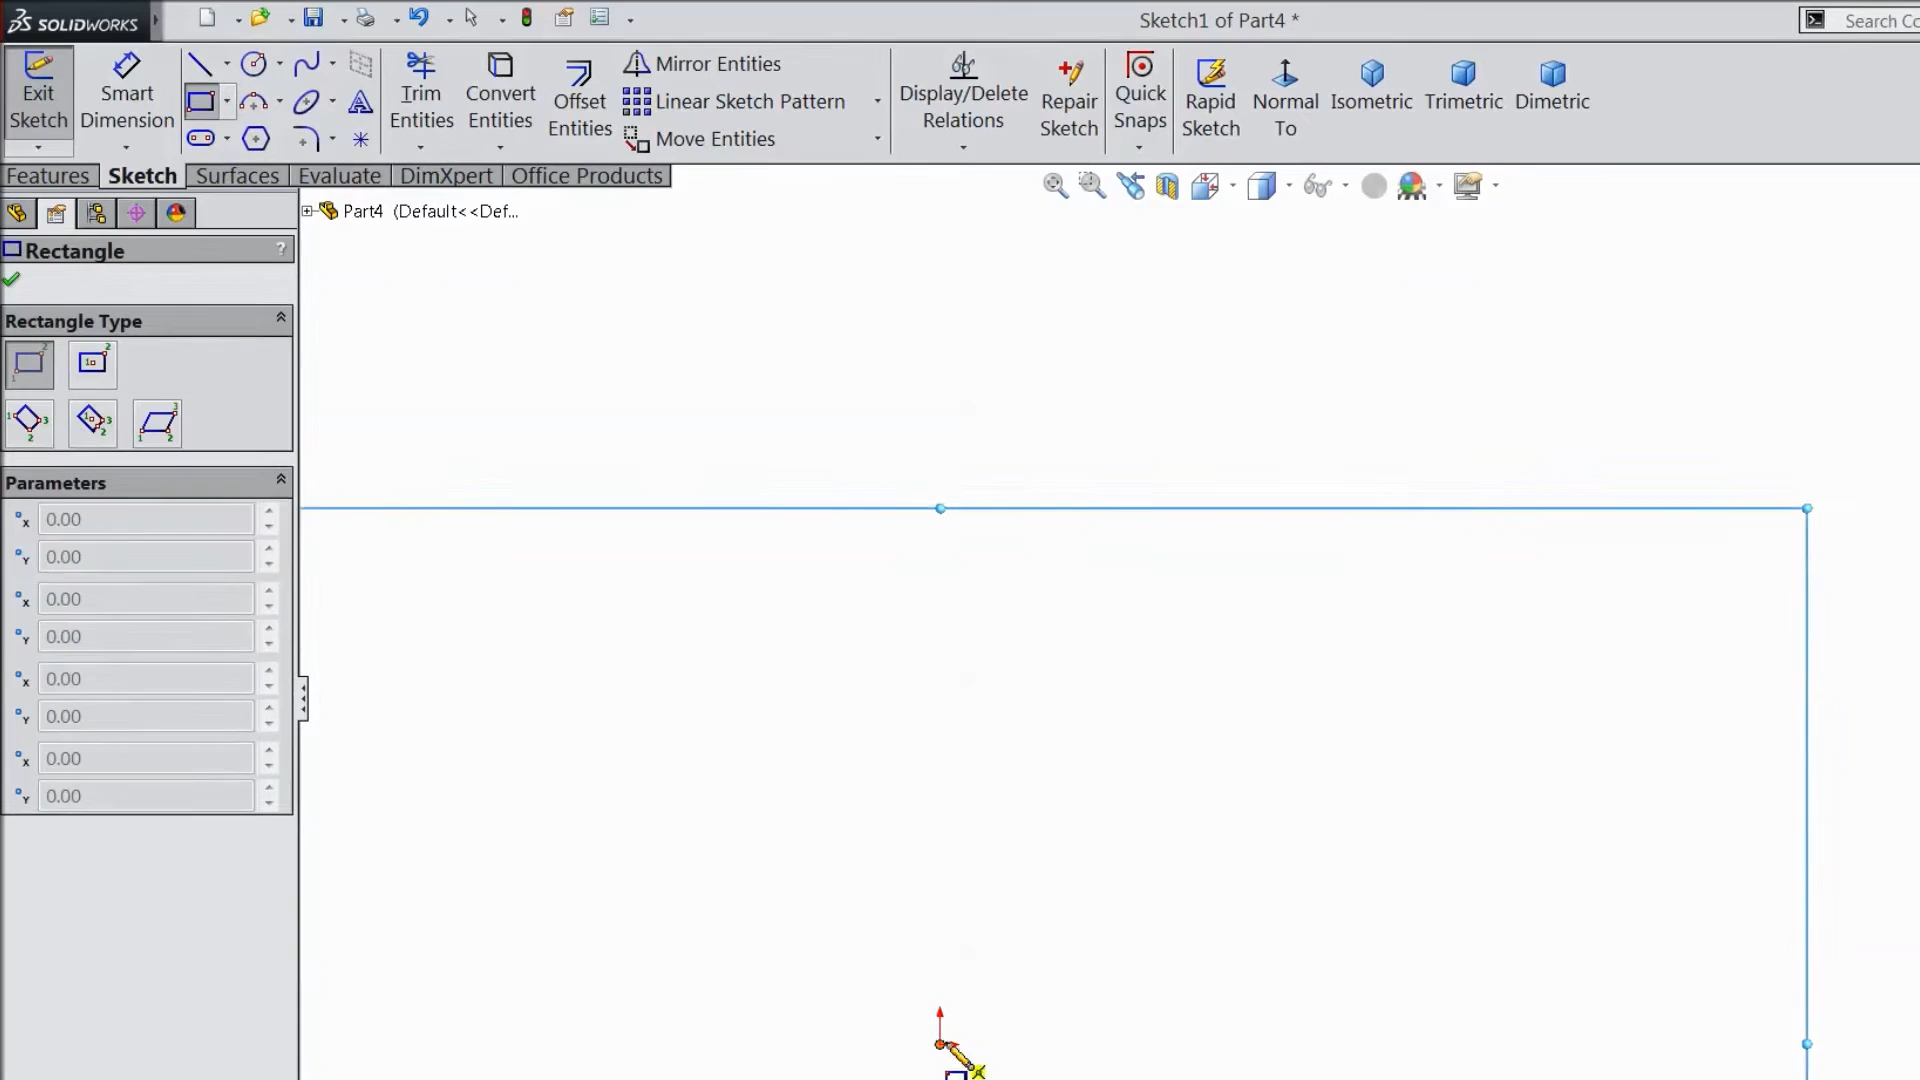 SOLIDWORKS
Sketch1 of Part4 *
Search Co
Exit Sketch
Smart Dimension
Trim Entities
Convert Entities
Offset Entities
Mirror Entities
Linear Sketch Pattern
Move Entities
Display/Delete Relations
Repair Sketch
Quick Snaps
Rapid Sketch
Normal To
Isometric
Trimetric
Dimetric
Features
Sketch
Surfaces
Evaluate
DimXpert
Office Products
Part4 (Default<<Def...
Rectangle
?
Rectangle Type
Parameters
x 0.00
Y 0.00
x 0.00
Y 0.00
x 0.00
Y 0.00
x 0.00
Y 0.00